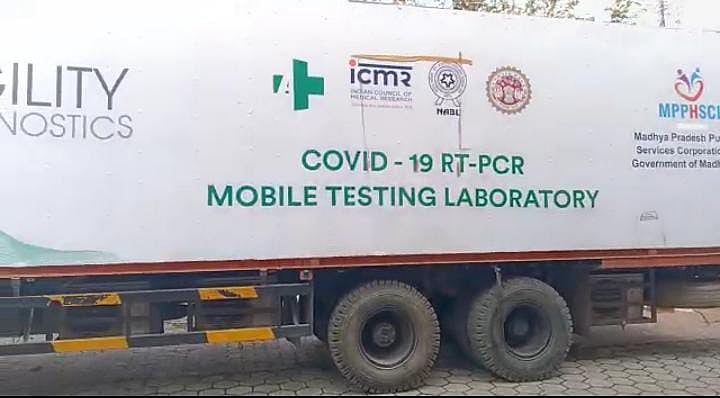 GILITY
NOSTICS
icmr
INDIAN COUNCIL OF
MEDICAL RESEARCH
NABL
COVID - 19 RT-PCR
MOBILE TESTING LABORATORY
MPPHSCL
Madhya Pradesh Pu
Services Corporatio
Government of Madh